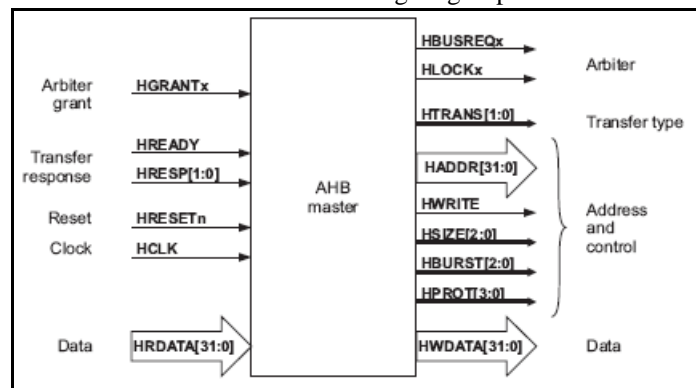 HBUSREQx
HLOCKx
Arbiter
Arbiter
grant
HGRANTx
HTRANS[1:0]
Transfer type
HREADY
Transfer
response
HRESP[1:0]
HADDR[31:0]
AHB
master
Reset
HRESETn
HWRITE
Address
and
control
Clock
HCLK
HSIZE[2:0]
HBURST[2:0]
HPROT[3:0]
Data
HRDATA[31:0]
HWDATA[31:0]
Data